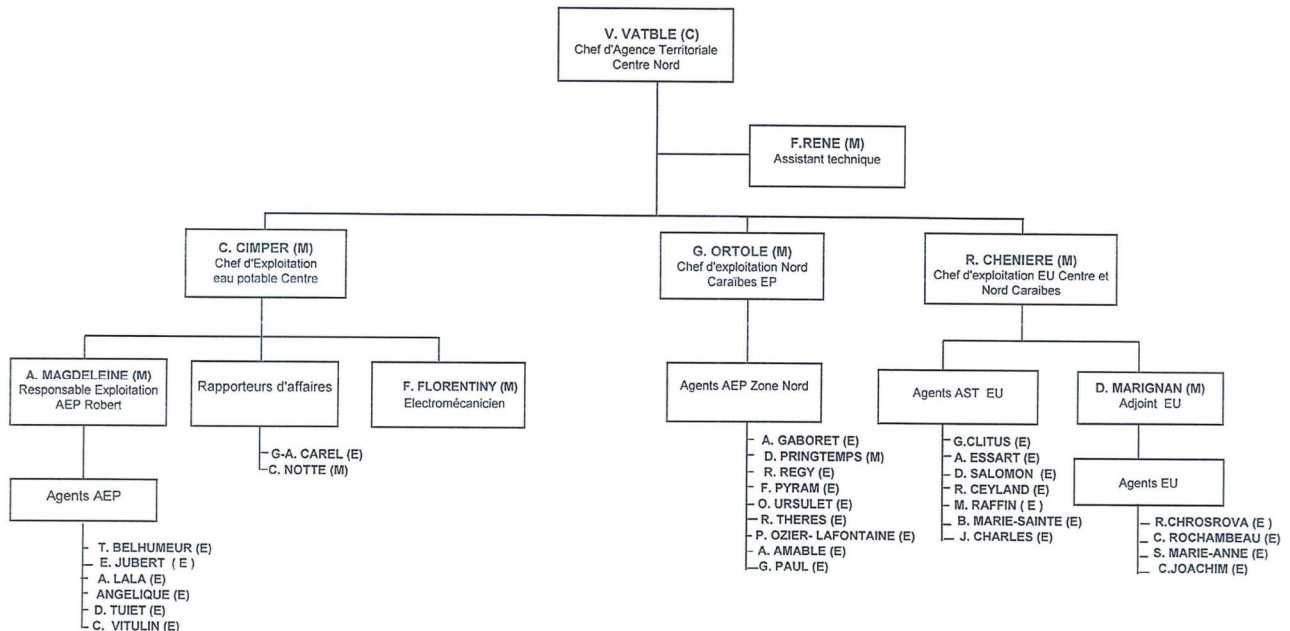 V. VATBLE (C)
Chef d'Agence Territoriale
Centre Nord
F.RENE (M)
Assistant technique
C. CIMPER (M)
Chef d'Exploitation
eau potable Centre
G. ORTOLE (M)
Chef d'exploitation Nord
Caraïbes EP
R. CHENIERE (M)
Chef d'exploitation EU Centre et
Nord Caraibes
A. MAGDELEINE (M)
Responsable Exploitation
AEP Robert
Rapporteurs d'affaires
F. FLORENTINY (M)
Electromécanicien
Agents AEP Zone Nord
Agents AST EU
D. MARIGNAN (M)
Adjoint EU
G-A. CAREL (E)
C. NOTTE (M)
Agents AEP
T. BELHUMEUR (E)
E. JUBERT ( E )
A. LALA (E)
ANGELIQUE (E)
D. TUIET (E)
C. VITULIN (E)
A. GABORET (E)
D. PRINGTEMPS (M)
R. REGY (E)
F. PYRAM (E)
O. URSULET (E)
R. THERES (E)
P. OZIER- LAFONTAINE (E)
A. AMABLE (E)
G. PAUL (E)
G.CLITUS (E)
A. ESSART (E)
D. SALOMON (E)
R. CEYLAND (E)
M. RAFFIN ( E )
B. MARIE-SAINTE (E)
J. CHARLES (E)
Agents EU
R.CHROSROVA (E )
C. ROCHAMBEAU (E)
S. MARIE-ANNE (E)
C.JOACHIM (E)